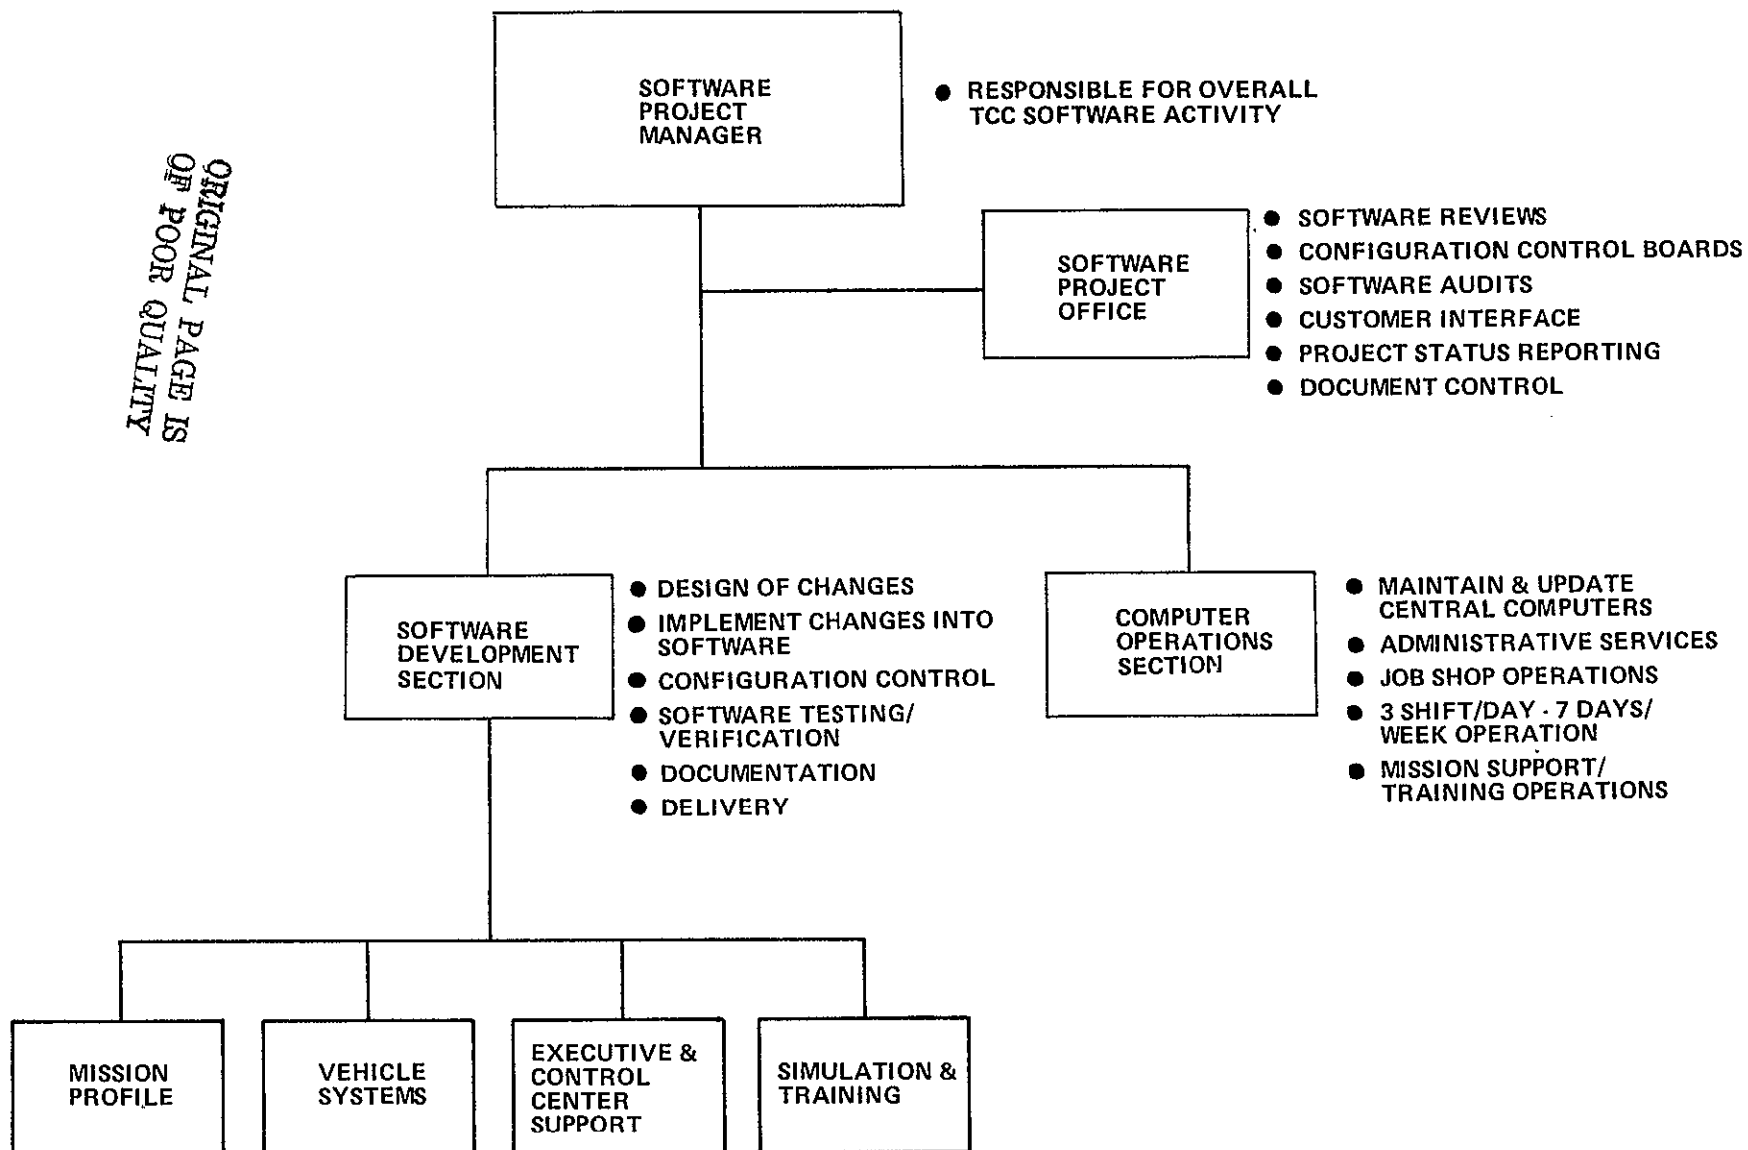 SOFTWARE
PROJECT
MANAGER
● RESPONSIBLE FOR OVERALL
TCC SOFTWARE ACTIVITY
ORIGINAL PAGE IS
OF POOR QUALITY
SOFTWARE
PROJECT
OFFICE
● SOFTWARE REVIEWS
● CONFIGURATION CONTROL BOARDS
● SOFTWARE AUDITS
● CUSTOMER INTERFACE
● PROJECT STATUS REPORTING
● DOCUMENT CONTROL
SOFTWARE
DEVELOPMENT
SECTION
● DESIGN OF CHANGES
● IMPLEMENT CHANGES INTO
SOFTWARE
● CONFIGURATION CONTROL
● SOFTWARE TESTING/
VERIFICATION
● DOCUMENTATION
● DELIVERY
COMPUTER
OPERATIONS
SECTION
● MAINTAIN & UPDATE
CENTRAL COMPUTERS
● ADMINISTRATIVE SERVICES
● JOB SHOP OPERATIONS
● 3 SHIFT/DAY - 7 DAYS/
WEEK OPERATION
● MISSION SUPPORT/
TRAINING OPERATIONS
MISSION
PROFILE
VEHICLE
SYSTEMS
EXECUTIVE &
CONTROL
CENTER
SUPPORT
SIMULATION &
TRAINING